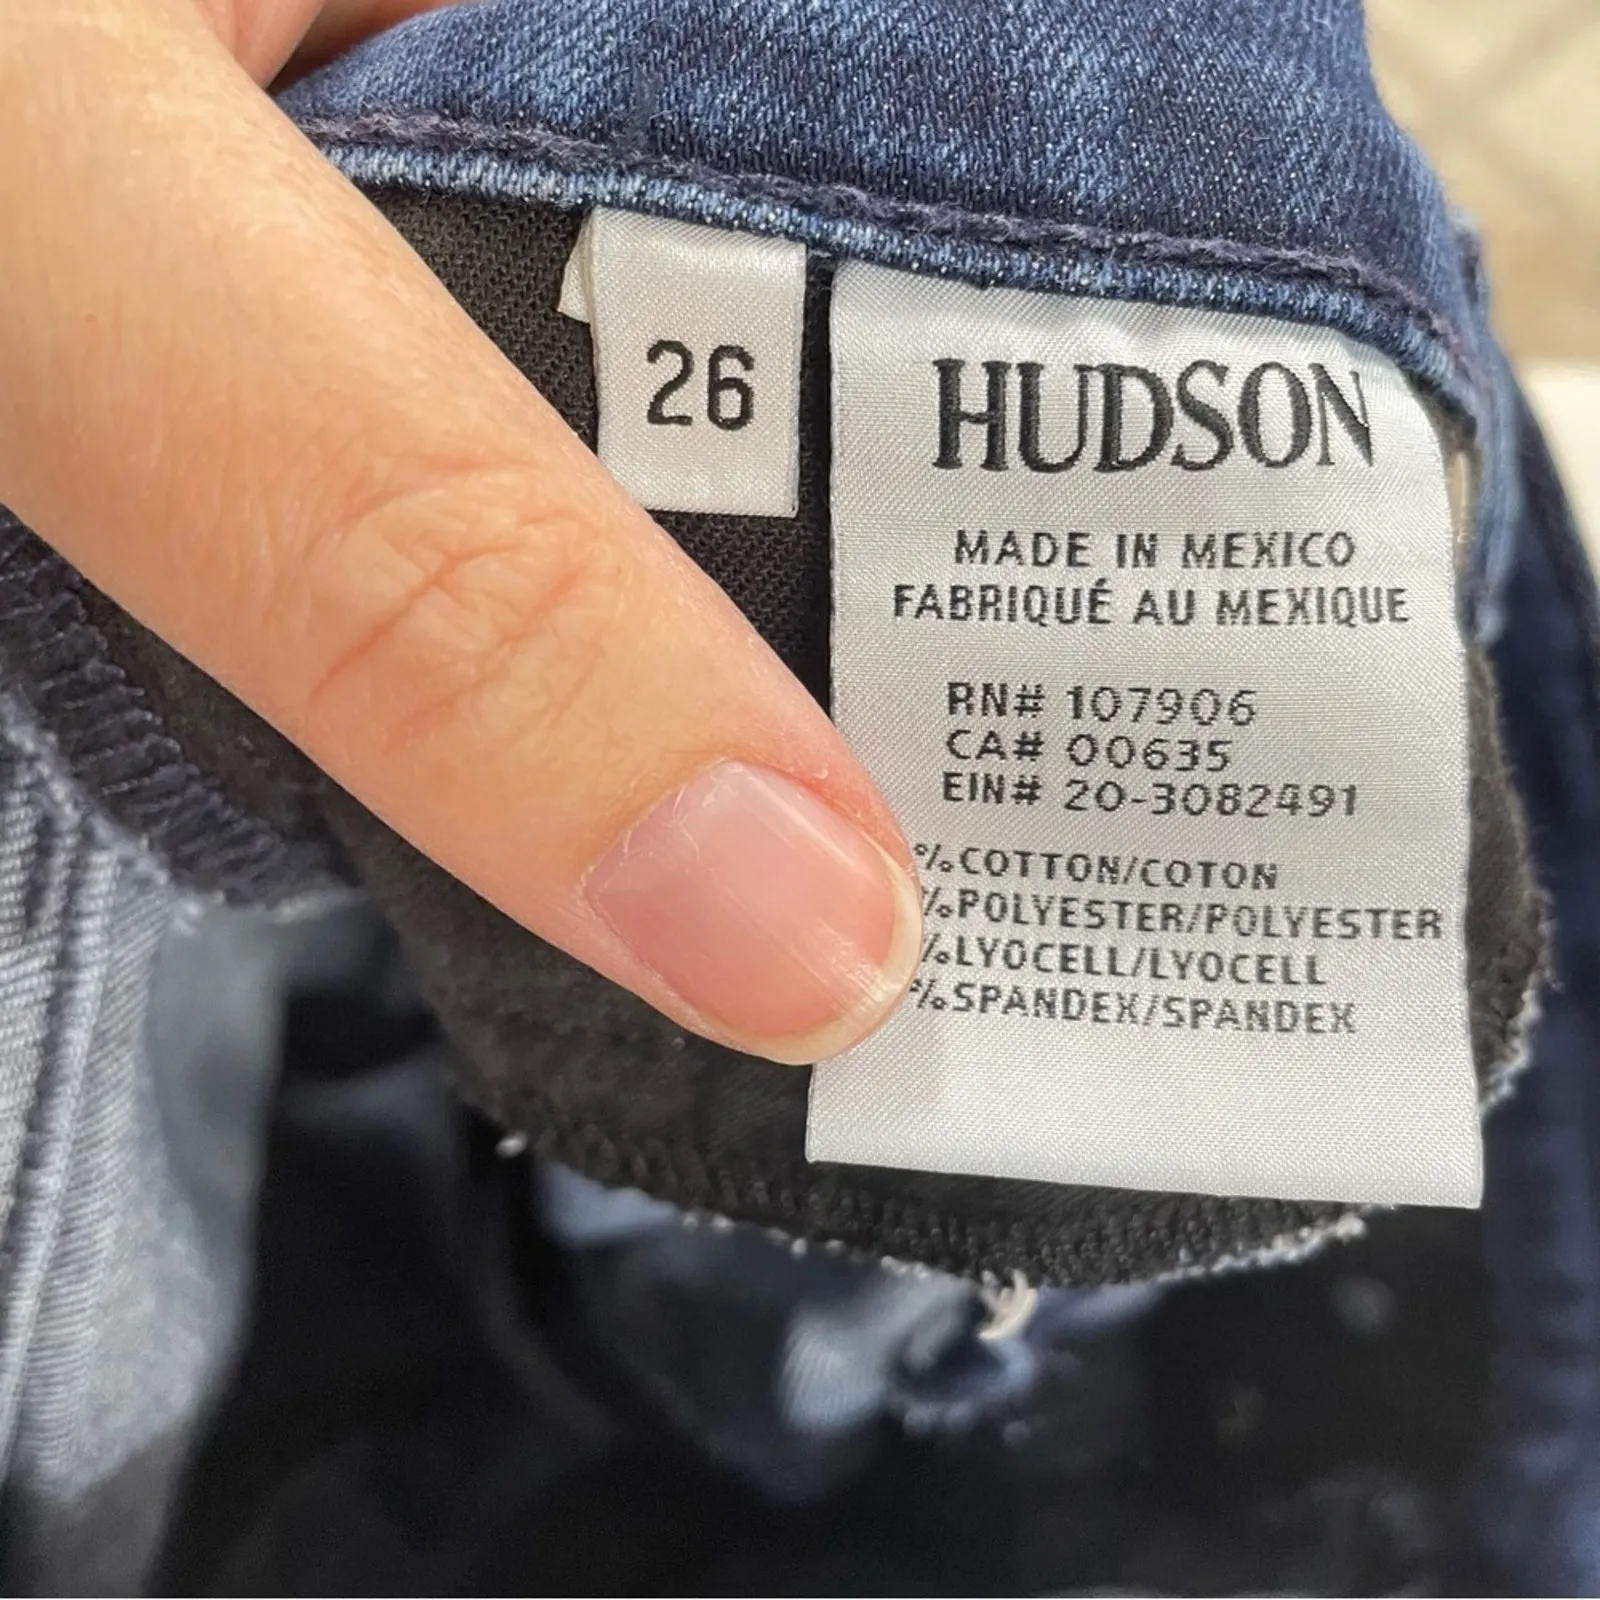 26
HUDSON
MADE IN MEXICO
FABRIQUÉ AU MEXIQUE
RN# 107906
CA# 00635
EIN# 20-3082491
%COTTON/COTON
%POLYESTER/POLYESTER
%LYOCELL/LYOCELL
%SPANDEX/SPANDEX